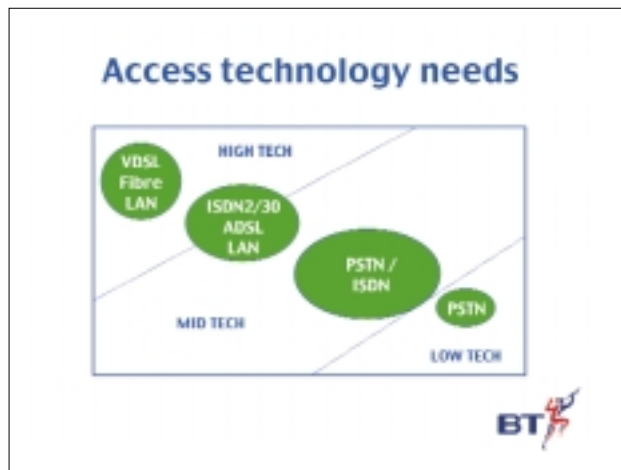 Access technology needs
HIGH TECH
VDSL
Fibre
LAN
ISDN2/30
ADSL
LAN
PSTN /
ISDN
PSTN
MID TECH
LOW TECH
BT